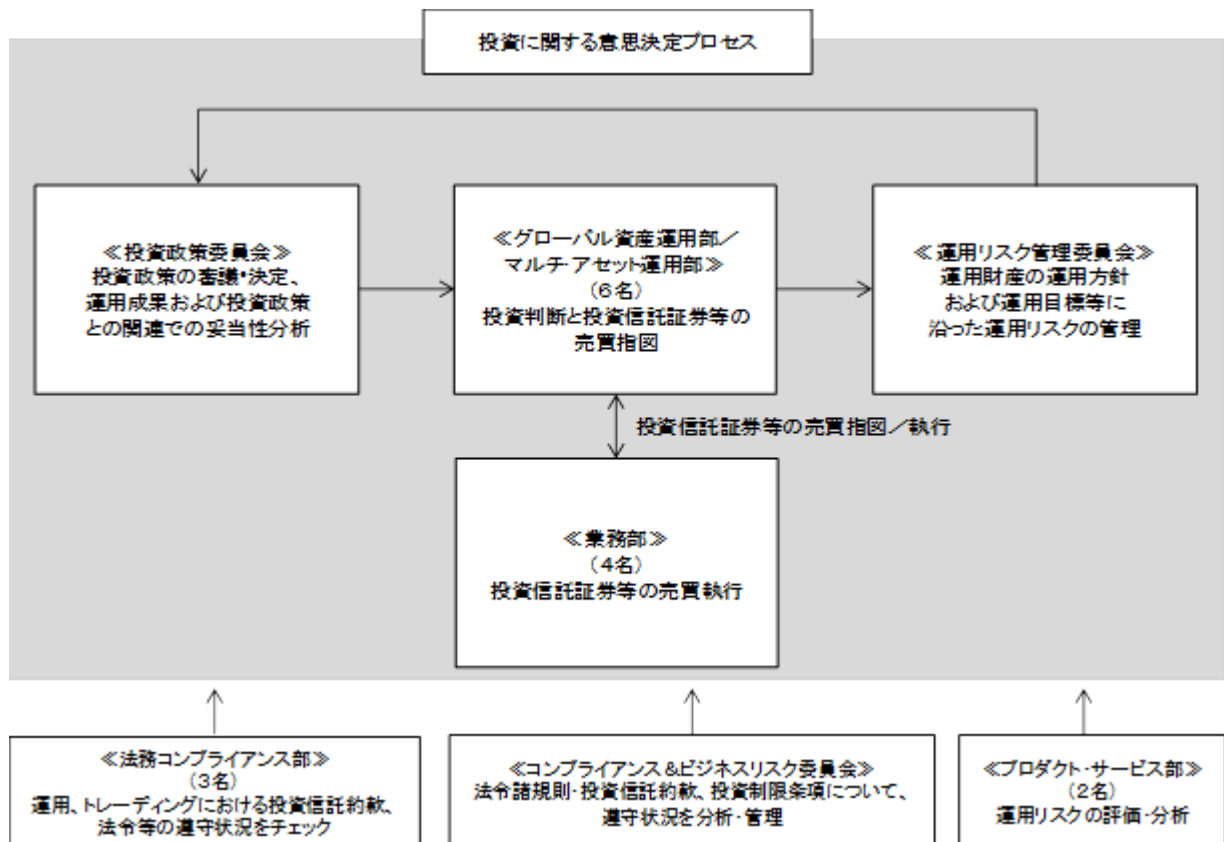 投資に関する意思決定プロセス
≪投資政策委員会≫
投資政策の審議・決定、
運用成果および投資政策
との関連での妥当性分析
≪グローバル資産運用部／
マルチ・アセット運用部≫
（６名）
投資判断と投資信託証券等の
売買指図
≪運用リスク管理委員会≫
運用財産の運用方針
および運用目標等に
沿った運用リスクの管理
投資信託証券等の売買指図／執行
≪業務部≫
（４名）
投資信託証券等の売買執行
≪法務コンプライアンス部≫
（３名）
運用、トレーディングにおける投資信託約款、
法令等の遵守状況をチェック
≪コンプライアンス＆ビジネスリスク委員会≫
法令諸規則・投資信託約款、投資制限条項について、
遵守状況を分析・管理
≪プロダクト・サービス部≫
（２名）
運用リスクの評価・分析